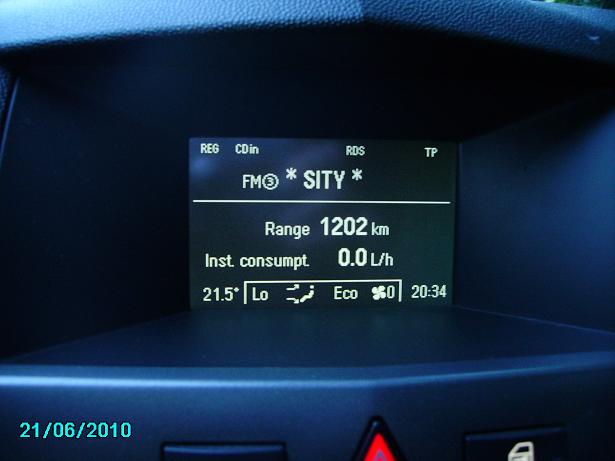 REG CDin RDS TP
FM③ * SITY *
Range 1202 km
Inst. consumpt. 0.0 L/h
21.5° Lo Eco 0 20:34
21/06/2010